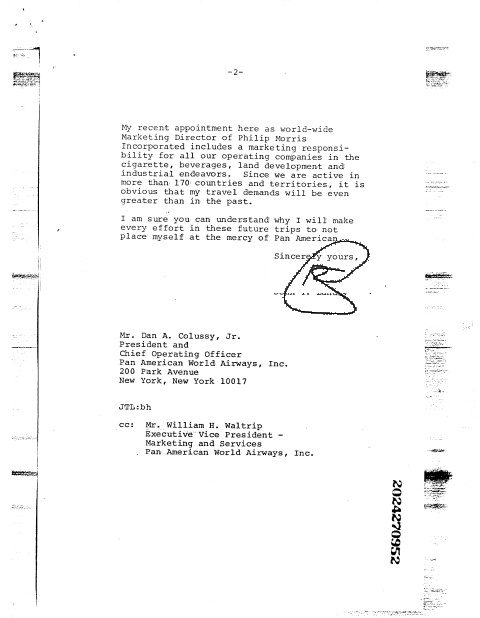 -2-
My recent appointment here as world-wide
Marketing Director of Philip Morris
Incorporated includes a marketing responsi-
bility for all our operating companies in the
cigarette, beverages, land development and
industrial endeavors. Since we are active in
more than 170 countries and territories, it is
obvious that my travel demands will be even
greater than in the past.
I am sure you can understand why I will make
every effort in these future trips to not
place myself at the mercy of Pan American.
Sincerely yours,
Mr. Dan A. Colussy, Jr.
President and
Chief Operating Officer
Pan American World Airways, Inc.
200 Park Avenue
New York, New York 10017
JTL:bh
cc: Mr. William H. Waltrip
Executive Vice President -
Marketing and Services
Pan American World Airways, Inc.
2024270952